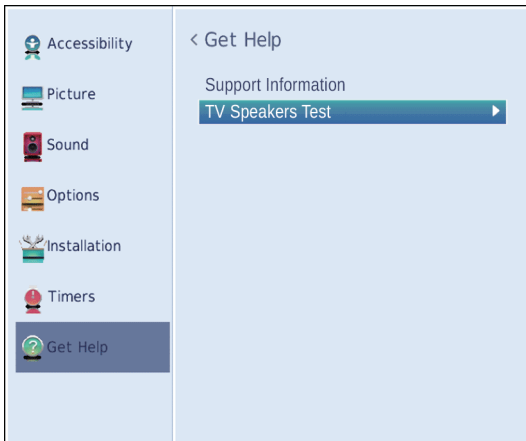 Accessibility
Picture
Sound
Options
Installation
Timers
Get Help
< Get Help
Support Information
TV Speakers Test